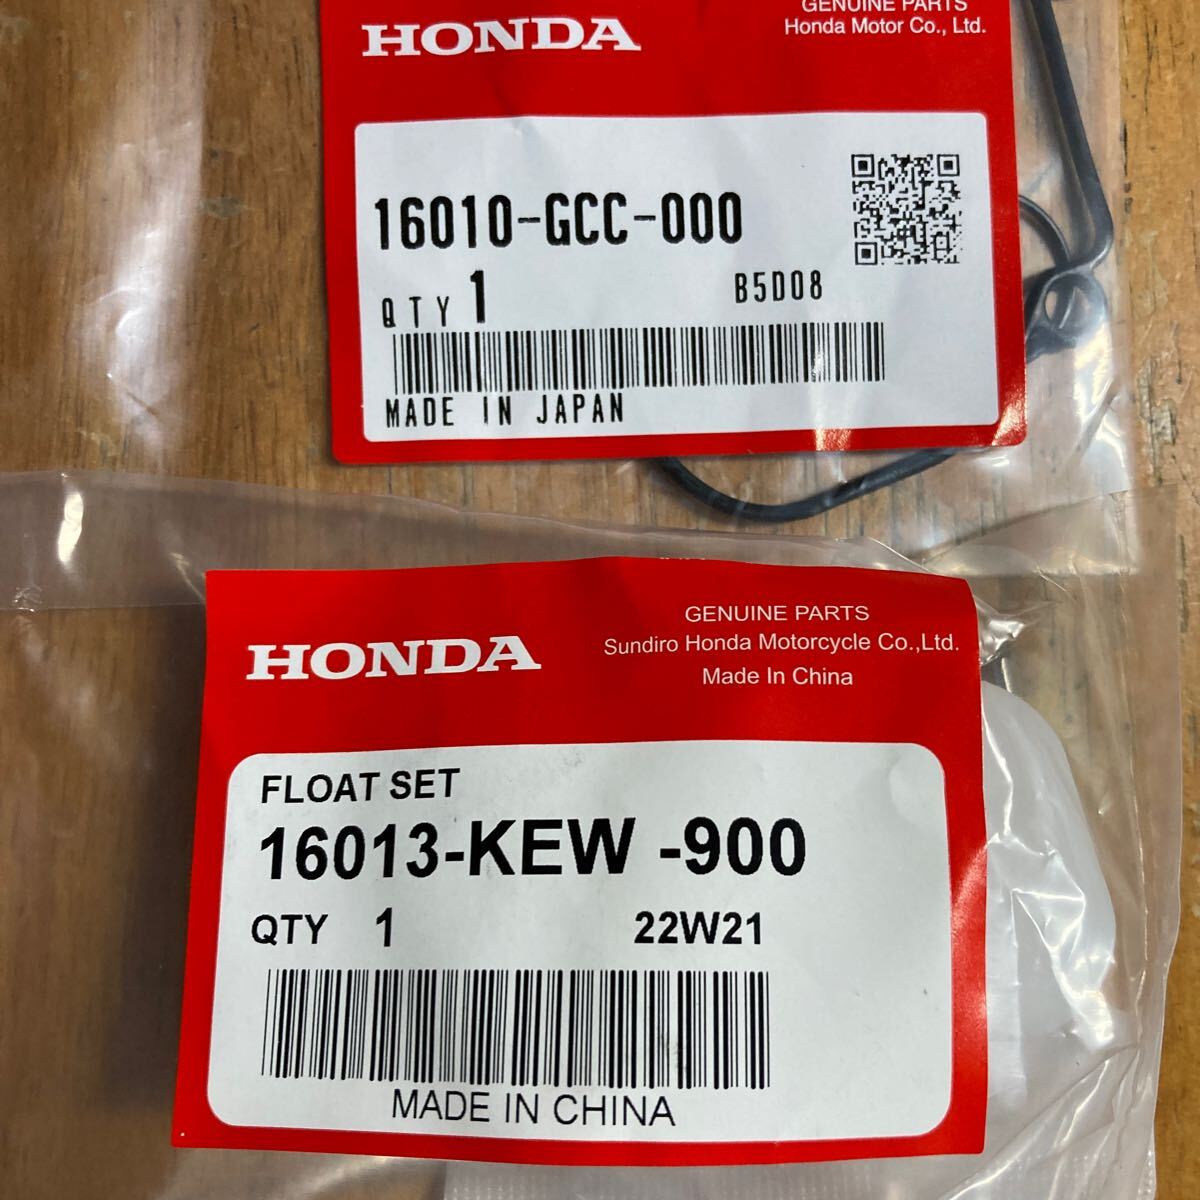 GENUINE PARTS
HONDA
Honda Motor Co., Ltd.
16010-GCC-000
QTY 1
B5D08
MADE IN JAPAN
GENUINE PARTS
HONDA
Sundiro Honda Motorcycle Co.,Ltd.
Made In China
FLOAT SET
16013-KEW -900
QTY 1
22W21
MADE IN CHINA